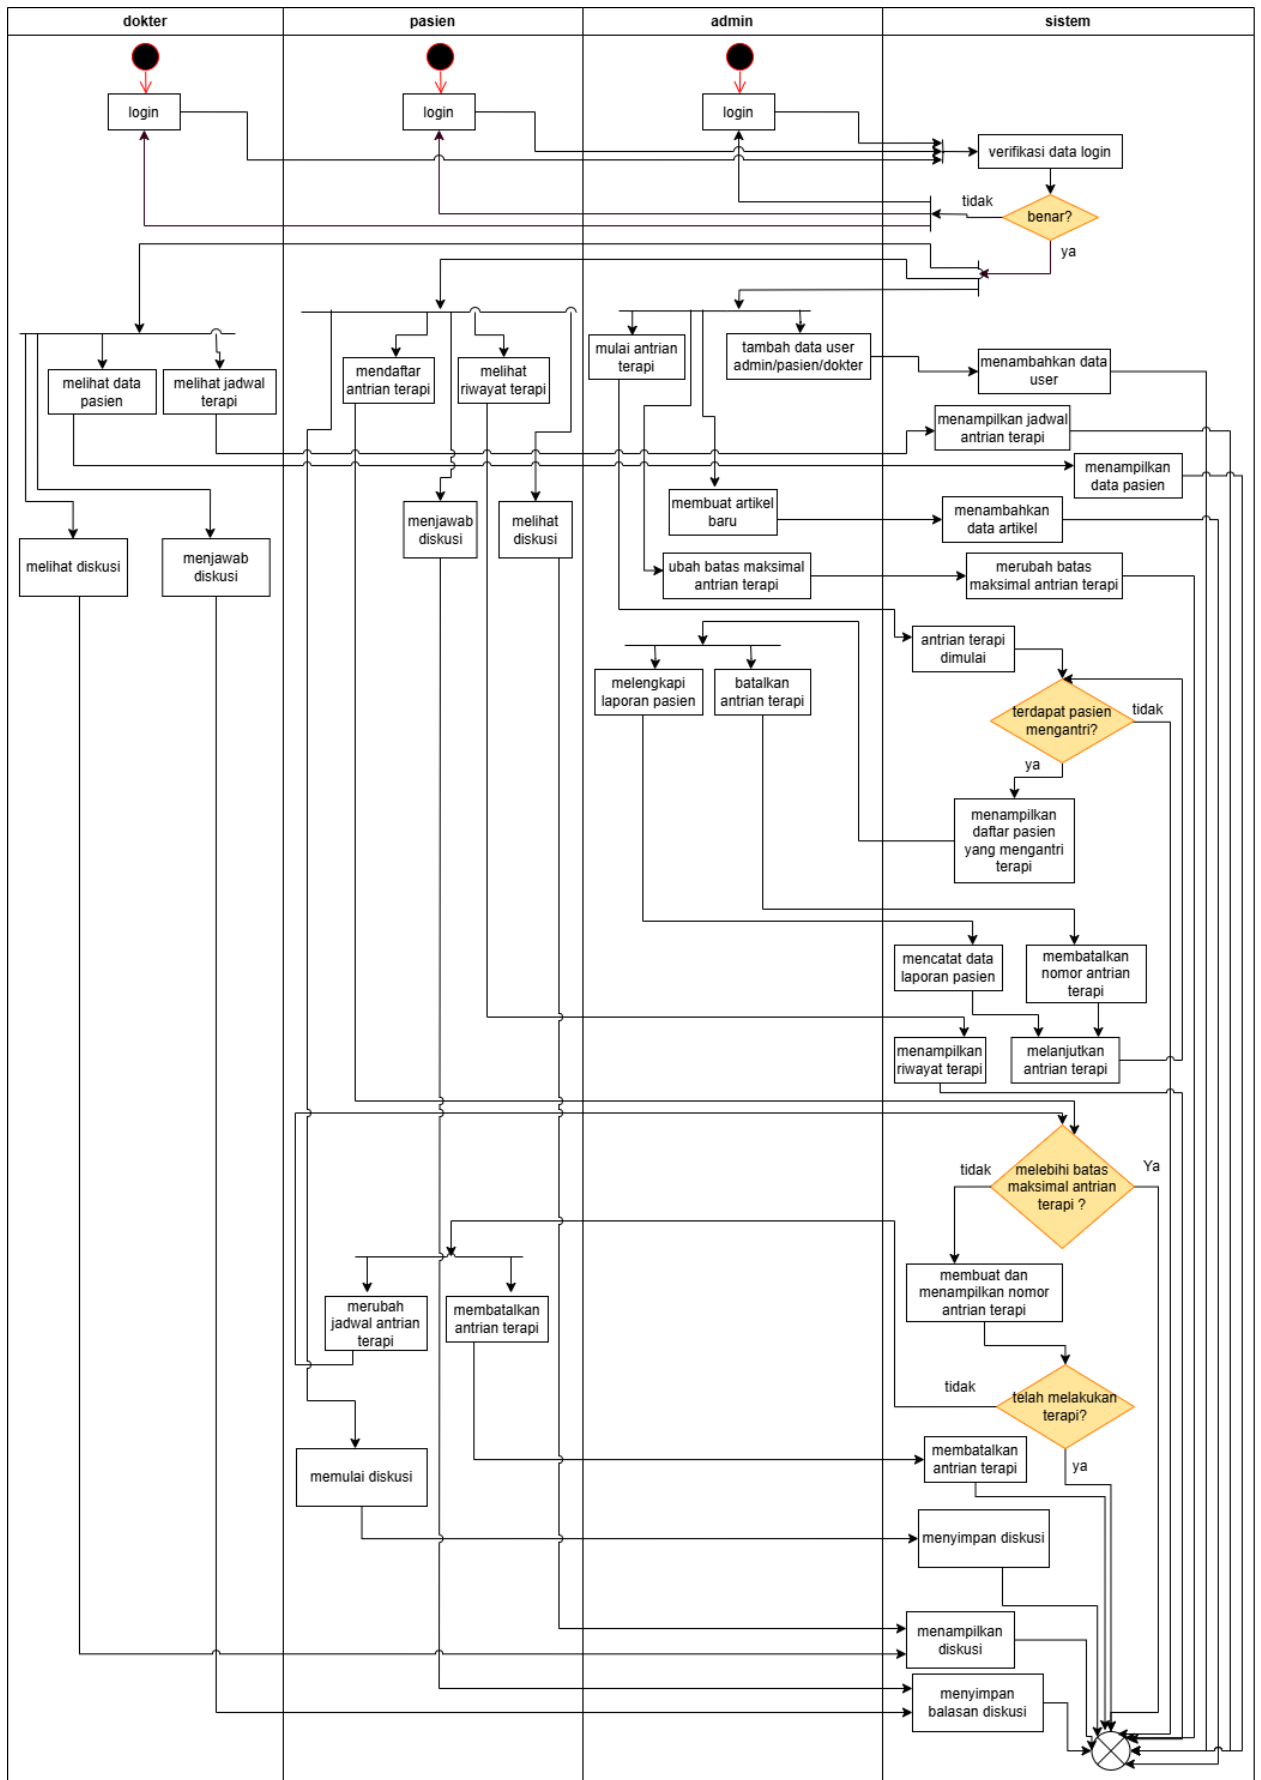 dokter
pasien
admin
sistem
login
login
login
verifikasi data login
tidak
benar?
ya
mulai antrian
terapi
tambah data user
admin/pasien/dokter
menambahkan data
user
mendaftar
antrian terapi
melihat
riwayat terapi
melihat data
pasien
melihat jadwal
terapi
menampilkan jadwal
antrian terapi
menampilkan
data pasien
membuat artikel
baru
menambahkan
data artikel
menjawab
diskusi
melihat
diskusi
melihat diskusi
menjawab
diskusi
ubah batas maksimal
antrian terapi
merubah batas
maksimal antrian terapi
antrian terapi
dimulai
melengkapi
laporan pasien
batalkan
antrian terapi
terdapat pasien
mengantri?
tidak
ya
menampilkan
daftar pasien
yang mengantri
terapi
mencatat data
laporan pasien
membatalkan
nomor antrian
terapi
menampilkan
riwayat terapi
melanjutkan
antrian terapi
tidak
melebihi batas
maksimal antrian
terapi ?
Ya
membuat dan
menampilkan nomor
antrian terapi
merubah
jadwal antrian
terapi
membatalkan
antrian terapi
tidak
telah melakukan
terapi?
ya
membatalkan
antrian terapi
memulai diskusi
menyimpan diskusi
menampilkan
diskusi
menyimpan
balasan diskusi